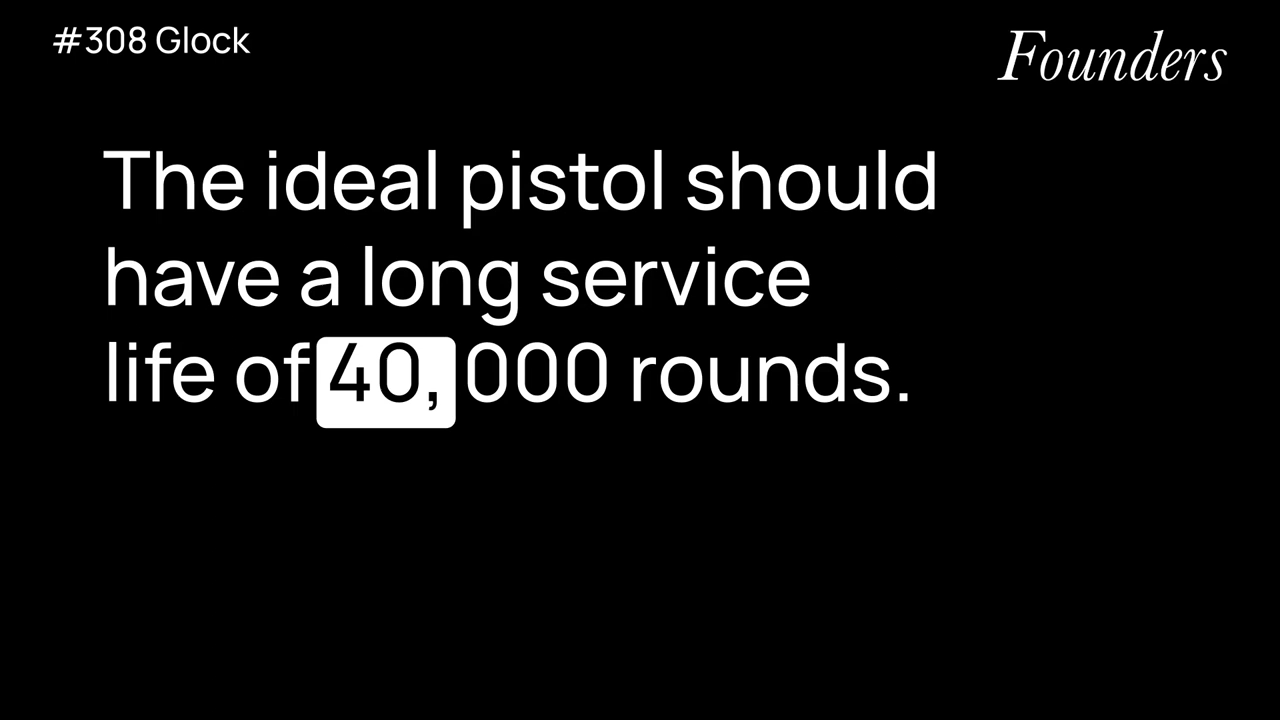 #308 Glock
Founders
The ideal pistol should
have a long service
life of 40,000 rounds.